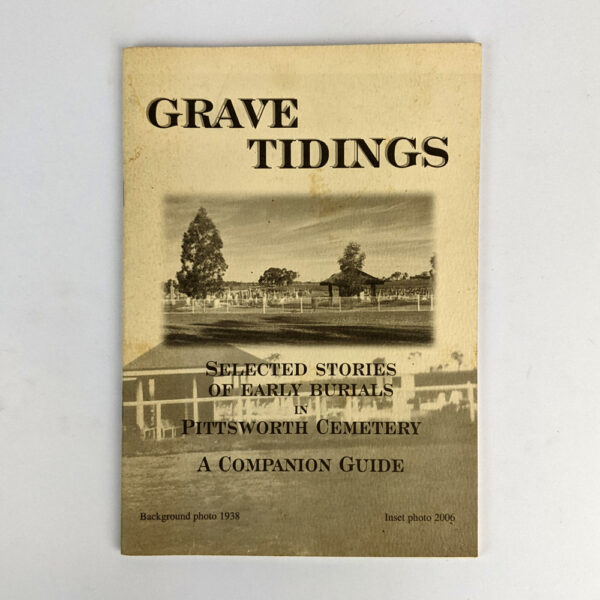 GRAVE
TIDINGS
SELECTED STORIES
OF EARLY BURIALS
IN
PITTSWORTH CEMETERY
A COMPANION GUIDE
Background photo 1938
Inset photo 2006